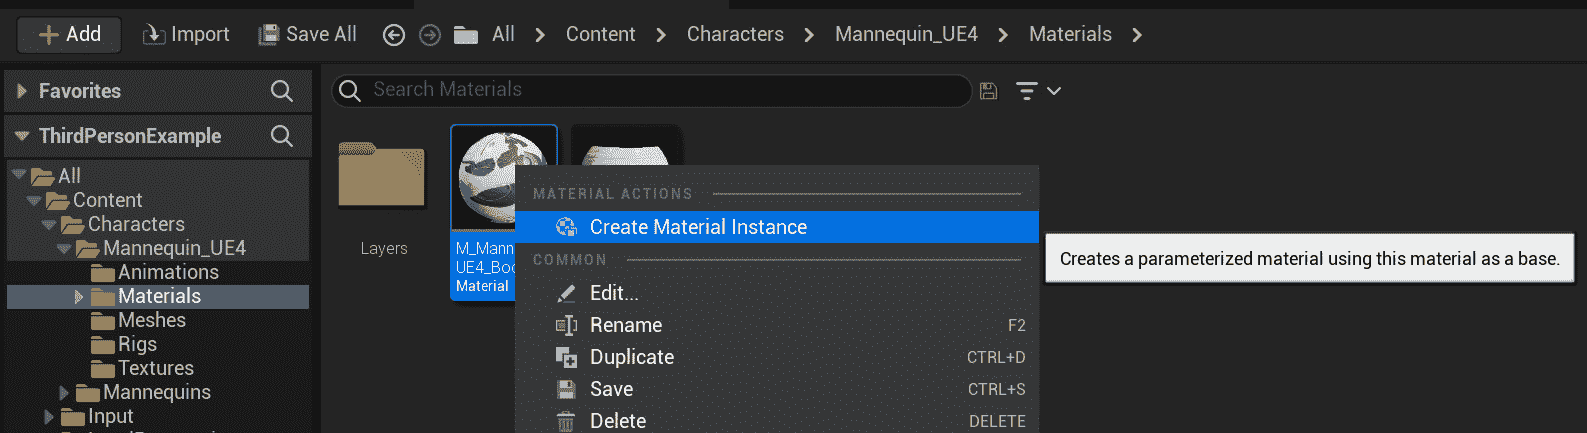 Add Import Save All All Content Characters Mannequin_UE4 Materials
Favorites
Search Materials
ThirdPersonExample
All
Content
Characters
Mannequin_UE4
Animations
Materials
Meshes
Rigs
Textures
Mannequins
Input
Layers
M_Mann
UE4_Bo
Material
MATERIAL ACTIONS
Create Material Instance
Creates a parameterized material using this material as a base.
COMMON
Edit...
Rename F2
Duplicate CTRL+D
Save CTRL+S
Delete DELETE